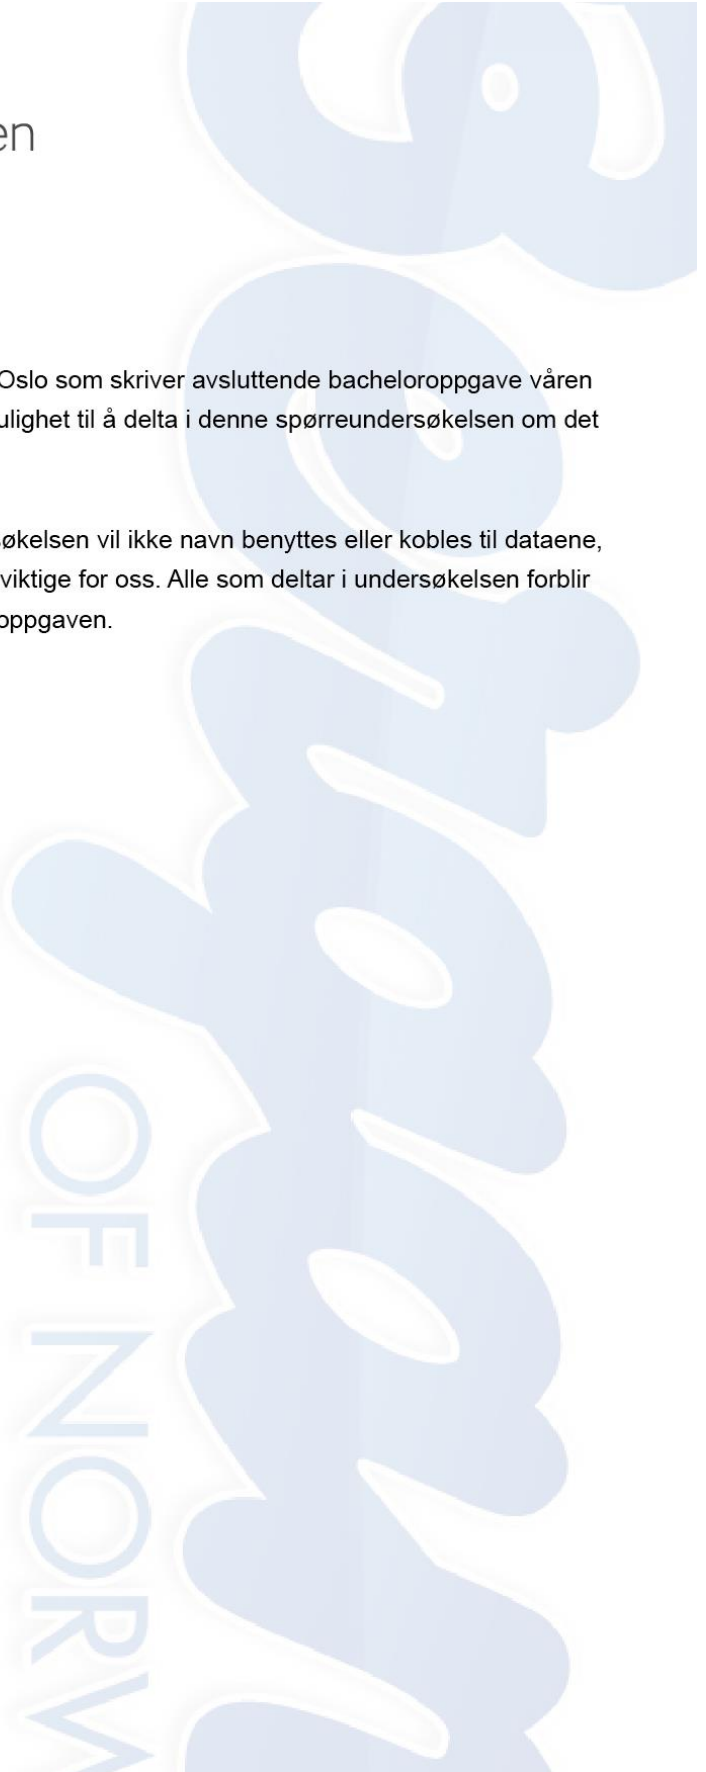 en
Oslo som skriver avsluttende bacheloroppgave våren
ulighet til å delta i denne spørreundersøkelsen om det
økelsen vil ikke navn benyttes eller kobles til dataene,
viktige for oss. Alle som deltar i undersøkelsen forblir
oppgaven.
OF NORW